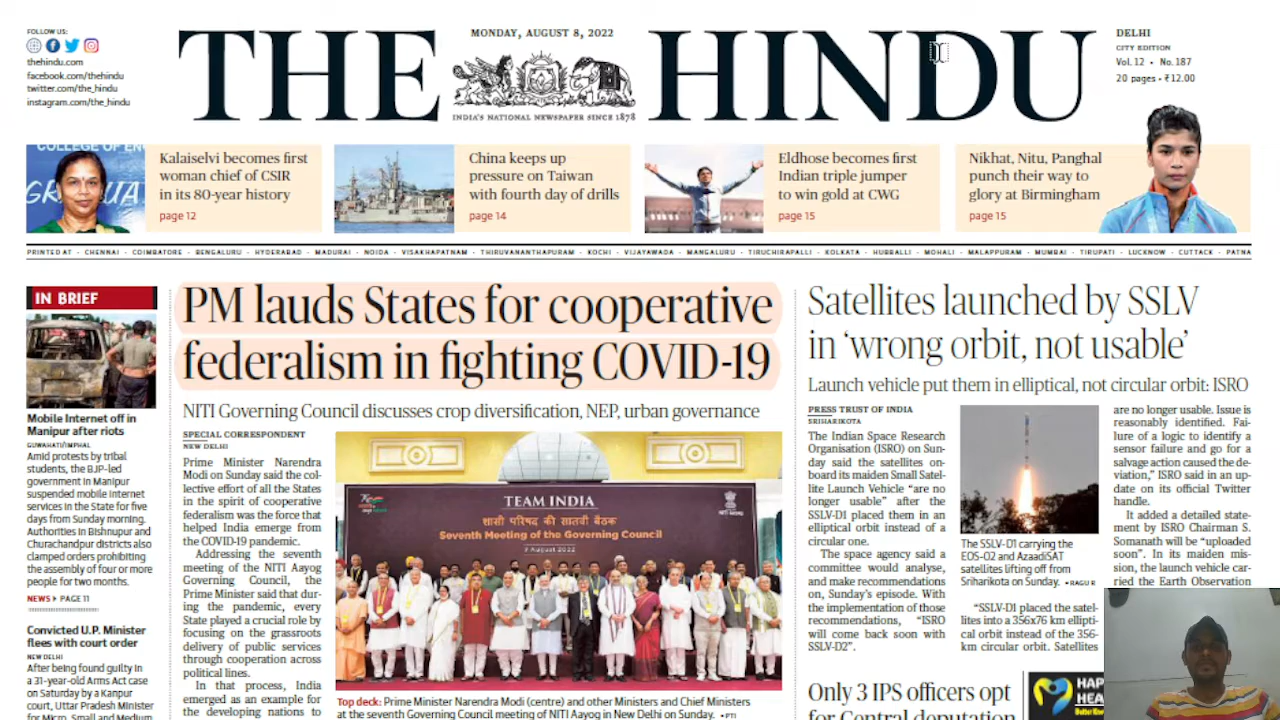 FOLLOW US:
thehindu.com
facebook.com/thehindu
twitter.com/the_hindu
instagram.com/the_hindu
MONDAY, AUGUST 8, 2022
THE HINDU
INDIA'S NATIONAL NEWSPAPER SINCE 1878
DELHI
CITY EDITION
Vol. 12 • No. 187
20 pages • ₹12.00
COLLEGE OF EN
GRADUA
Kalaiselvi becomes first
woman chief of CSIR
in its 80-year history
page 12
China keeps up
pressure on Taiwan
with fourth day of drills
page 14
Eldhose becomes first
Indian triple jumper
to win gold at CWG
page 15
Nikhat, Nitu, Panghal
punch their way to
glory at Birmingham
page 15
PRINTED AT · CHENNAI · COIMBATORE · BENGALURU · HYDERABAD · MADURAI · NOIDA · VISAKHAPATNAM · THIRUVANANTHAPURAM · KOCHI · VIJAYAWADA · MANGALURU · TIRUCHIRAPALLI · KOLKATA · HUBBALLI · MOHALI · MALAPPURAM · MUMBAI · TIRUPATI · LUCKNOW · CUTTACK · PATNA
IN BRIEF
Mobile Internet off in
Manipur after riots
GUWAHATI/IMPHAL
Amid protests by tribal
students, the BJP-led
government in Manipur
suspended mobile Internet
services in the State for five
days from Sunday morning.
Authorities in Bishnupur and
Churachandpur districts also
clamped orders prohibiting
the assembly of four or more
people for two months.
NEWS ▸ PAGE 11
Convicted U.P. Minister
flees with court order
NEW DELHI
After being found guilty in
a 31-year-old Arms Act case
on Saturday by a Kanpur
court, Uttar Pradesh Minister
for Micro, Small and Medium
PM lauds States for cooperative
federalism in fighting COVID-19
NITI Governing Council discusses crop diversification, NEP, urban governance
SPECIAL CORRESPONDENT
NEW DELHI
Prime Minister Narendra
Modi on Sunday said the col-
lective effort of all the States
in the spirit of cooperative
federalism was the force that
helped India emerge from
the COVID-19 pandemic.
Addressing the seventh
meeting of the NITI Aayog
Governing Council, the
Prime Minister said that dur-
ing the pandemic, every
State played a crucial role by
focusing on the grassroots
delivery of public services
through cooperation across
political lines.
In that process, India
emerged as an example for
the developing nations to
TEAM INDIA
शासी परिषद की सातवीं बैठक
Seventh Meeting of the Governing Council
7 August 2022
Top deck: Prime Minister Narendra Modi (centre) and other Ministers and Chief Ministers
at the seventh Governing Council meeting of NITI Aayog in New Delhi on Sunday. • PTI
Satellites launched by SSLV
in ‘wrong orbit, not usable’
Launch vehicle put them in elliptical, not circular orbit: ISRO
PRESS TRUST OF INDIA
SRIHARIKOTA
The Indian Space Research
Organisation (ISRO) on Sun-
day said the satellites on-
board its maiden Small Satel-
lite Launch Vehicle “are no
longer usable” after the
SSLV-D1 placed them in an
elliptical orbit instead of a
circular one.
The space agency said a
committee would analyse,
and make recommendations
on, Sunday's episode. With
the implementation of those
recommendations, “ISRO
will come back soon with
SSLV-D2”.
The SSLV-D1 carrying the
EOS-02 and AzaadiSAT
satellites lifting off from
Sriharikota on Sunday. • RAGU R
“SSLV-D1 placed the satel-
lites into a 356x76 km ellipti-
cal orbit instead of the 356-
km circular orbit. Satellites
are no longer usable. Issue is
reasonably identified. Fai-
lure of a logic to identify a
sensor failure and go for a
salvage action caused the de-
viation,” ISRO said in an up-
date on its official Twitter
handle.
It added a detailed state-
ment by ISRO Chairman S.
Somanath will be “uploaded
soon”. In its maiden mis-
sion, the launch vehicle car-
ried the Earth Observation
Only 3 IPS officers opt
for Central deputation
HAP
HEA